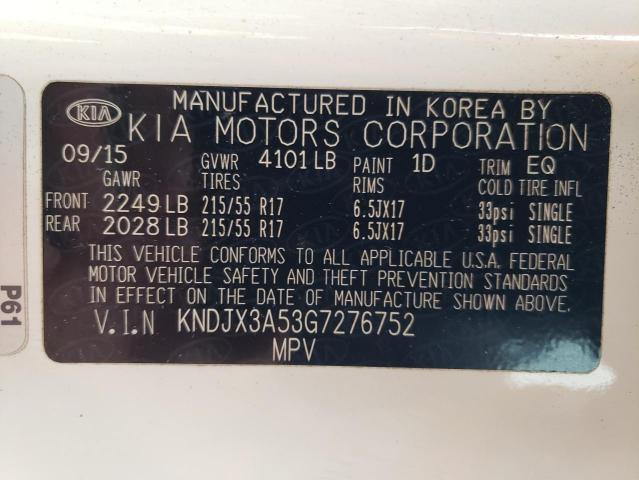 KIA
MANUFACTURED IN KOREA BY
KIA MOTORS CORPORATION
09/15 GVWR 4101 LB PAINT 1D TRIM EQ
GAWR TIRES RIMS COLD TIRE INFL
FRONT 2249 LB 215/55 R17 6.5JX17 33psi SINGLE
REAR 2028 LB 215/55 R17 6.5JX17 33psi SINGLE
THIS VEHICLE CONFORMS TO ALL APPLICABLE U.S.A. FEDERAL
MOTOR VEHICLE SAFETY AND THEFT PREVENTION STANDARDS
IN EFFECT ON THE DATE OF MANUFACTURE SHOWN ABOVE.
V.I.N KNDJX3A53G7276752
MPV
P61